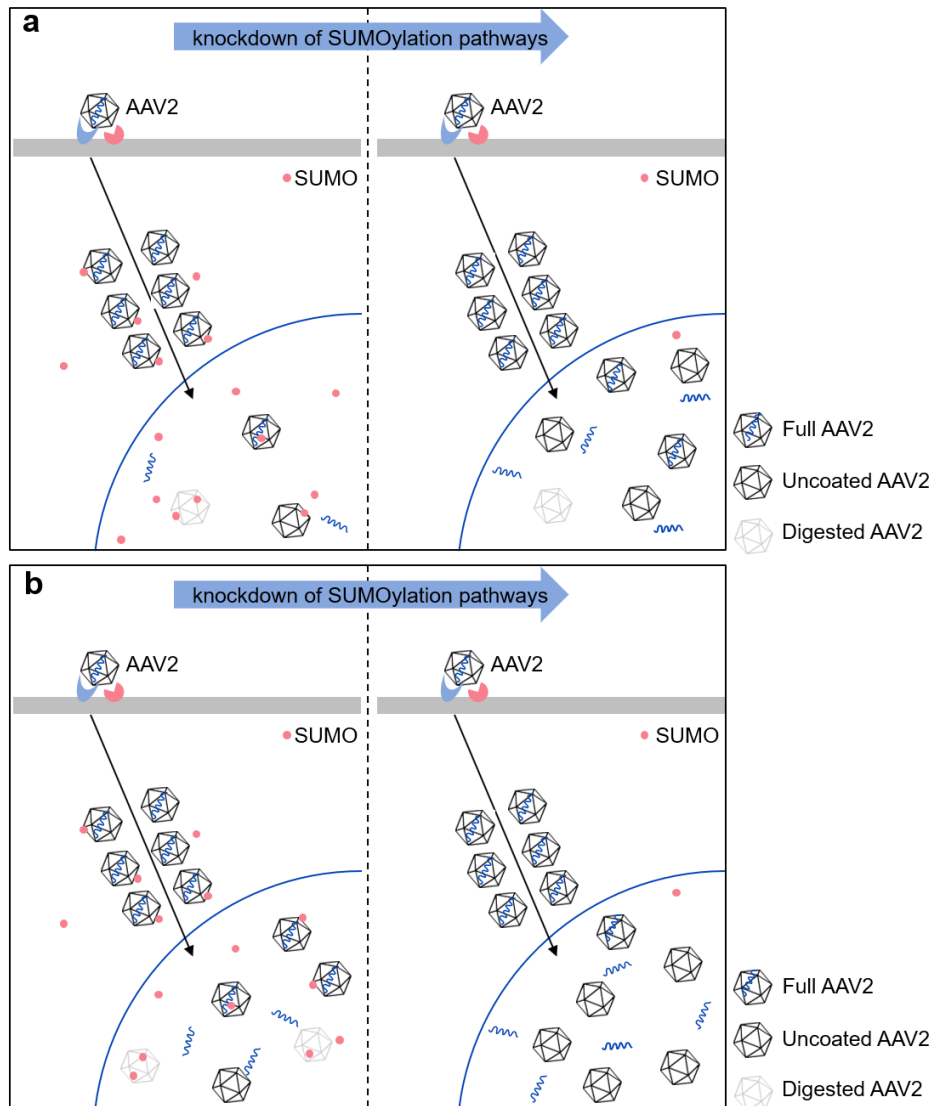 a
knockdown of SUMOylation pathways
AAV2
AAV2
SUMO
SUMO
Full AAV2
Uncoated AAV2
Digested AAV2
b
knockdown of SUMOylation pathways
AAV2
AAV2
SUMO
SUMO
Full AAV2
Uncoated AAV2
Digested AAV2